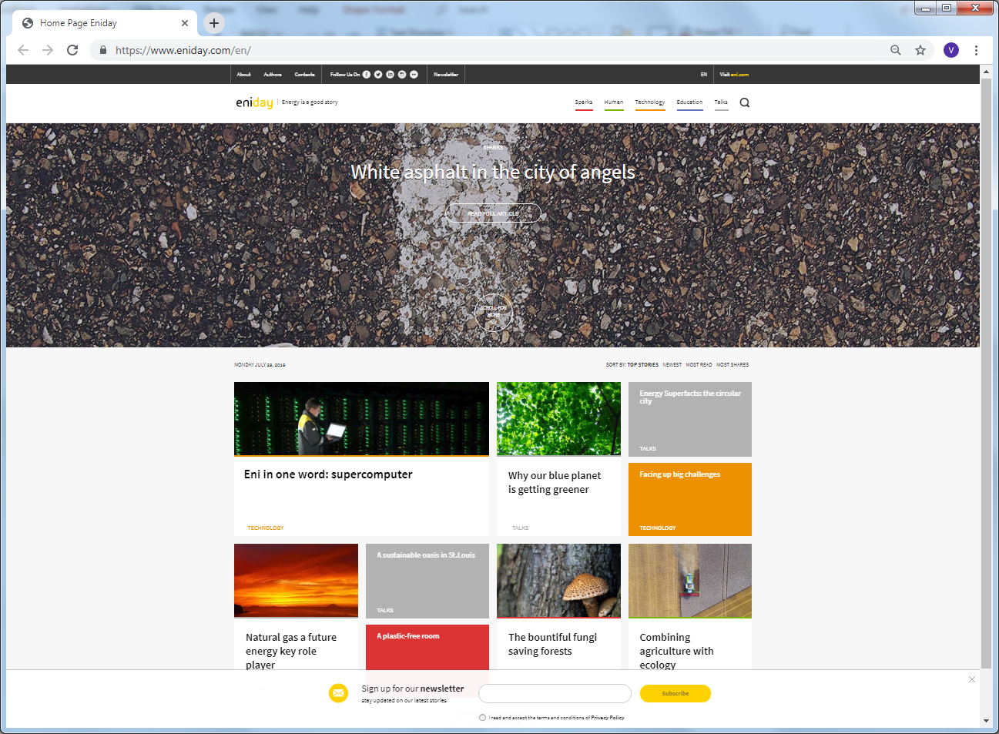 Shape Format
Home Page Eniday
V
https://www.eniday.com/en/
About
Authors
Contacts
Follow Us On
Newsletter
EN
Visit eni.com
eniday
Energy is a good story
Sparks
Human
Technology
Education
Talks
SPARKS
White asphalt in the city of angels
READ FULL ARTICLE
SCROLL FOR
MORE
MONDAY JULY 29, 2019
SORT BY: TOP STORIES NEWEST MOST READ MOST SHARES
Eni in one word: supercomputer
TECHNOLOGY
Why our blue planet
is getting greener
TALKS
Energy Superfacts: the circular
city
TALKS
Facing up big challenges
TECHNOLOGY
Natural gas a future
energy key role
player
A sustainable oasis in St.Louis
TALKS
A plastic-free room
The bountiful fungi
saving forests
Combining
agriculture with
ecology
Sign up for our newsletter
stay updated on our latest stories
Subscribe
I read and accept the terms and conditions of Privacy Policy